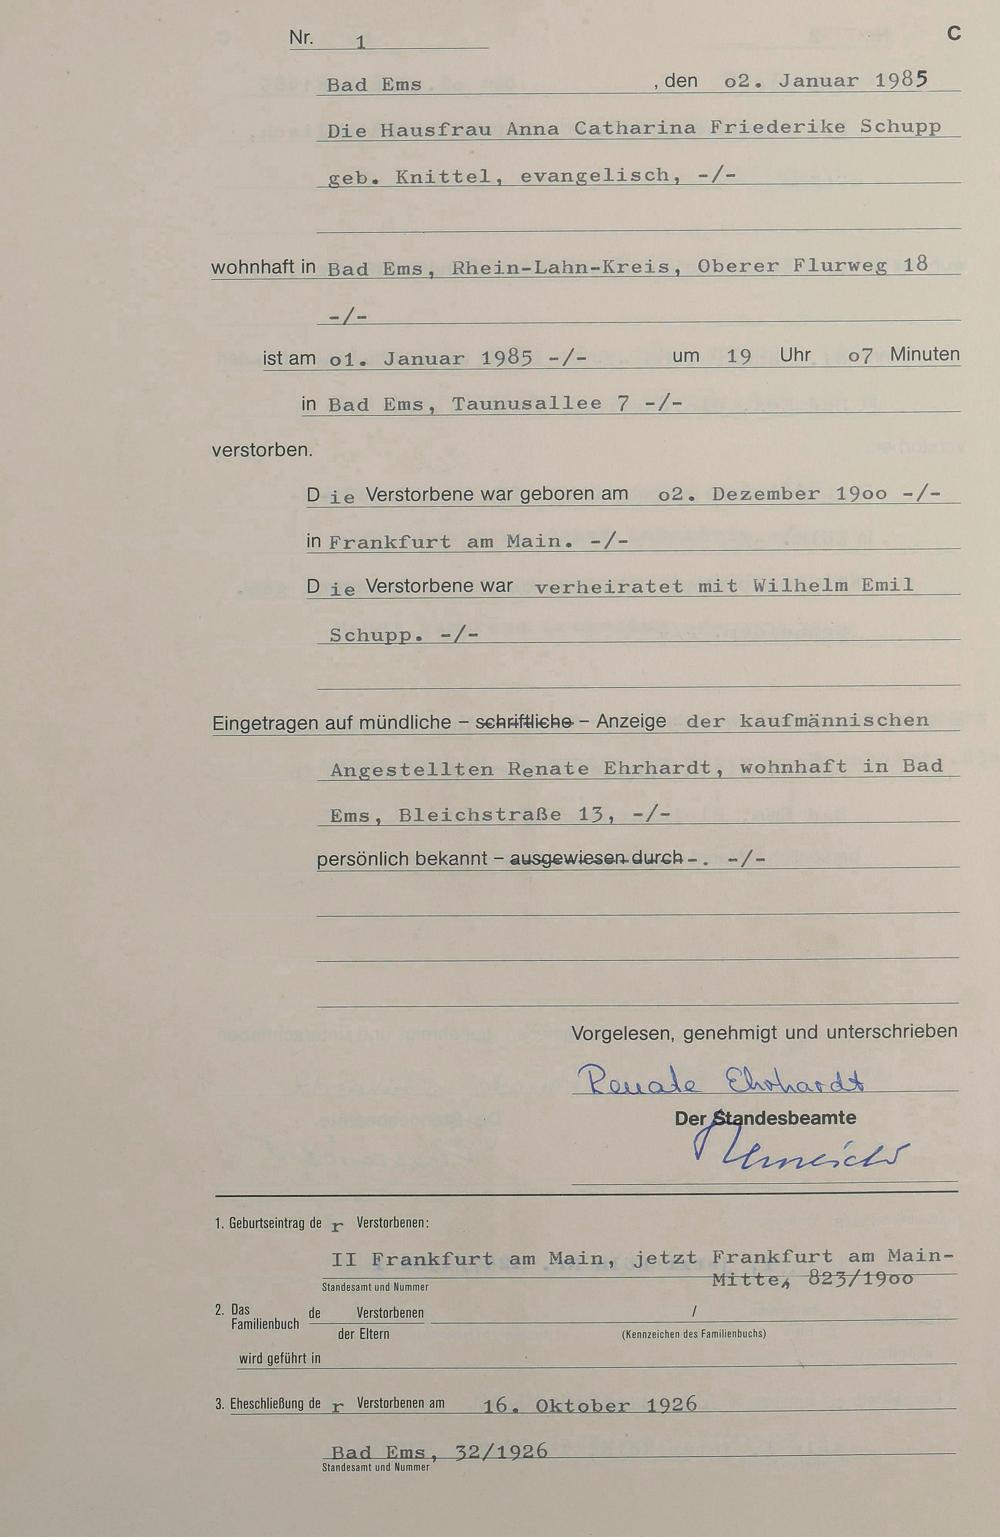 Nr. 1 C
Bad Ems , den o2. Januar 1985
Die Hausfrau Anna Catharina Friederike Schupp
geb. Knittel, evangelisch, -/-
wohnhaft in Bad Ems, Rhein-Lahn-Kreis, Oberer Flurweg 18
-/-
ist am o1. Januar 1985 -/- um 19 Uhr o7 Minuten
in Bad Ems, Taunusallee 7 -/-
verstorben.
D ie Verstorbene war geboren am o2. Dezember 19oo -/-
in Frankfurt am Main. -/-
D ie Verstorbene war verheiratet mit Wilhelm Emil
Schupp. -/-
Eingetragen auf mündliche – schriftliche – Anzeige der kaufmännischen
Angestellten Renate Ehrhardt, wohnhaft in Bad
Ems, Bleichstraße 13, -/-
persönlich bekannt – ausgewiesen durch -. -/-
Vorgelesen, genehmigt und unterschrieben
Renate Ehrhardt
Der Standesbeamte
1. Geburtseintrag de r Verstorbenen:
II Frankfurt am Main, jetzt Frankfurt am Main-
Mitte, 823/19oo
Standesamt und Nummer
2. Das Familienbuch de Verstorbenen /
der Eltern (Kennzeichen des Familienbuchs)
wird geführt in
3. Eheschließung de r Verstorbenen am 16. Oktober 1926
Bad Ems, 32/1926
Standesamt und Nummer